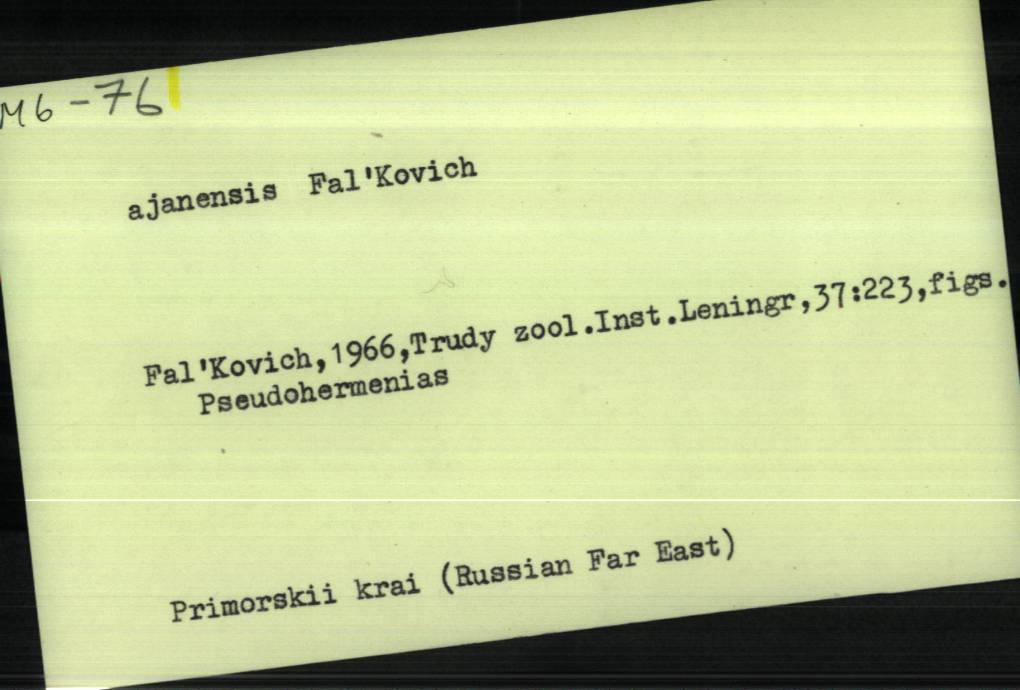 M6-76
ajanensis Fal'Kovich
Fal'Kovich,1966,Trudy zool.Inst.Leningr,37:223,figs.
Pseudohermenias
Primorskii krai (Russian Far East)